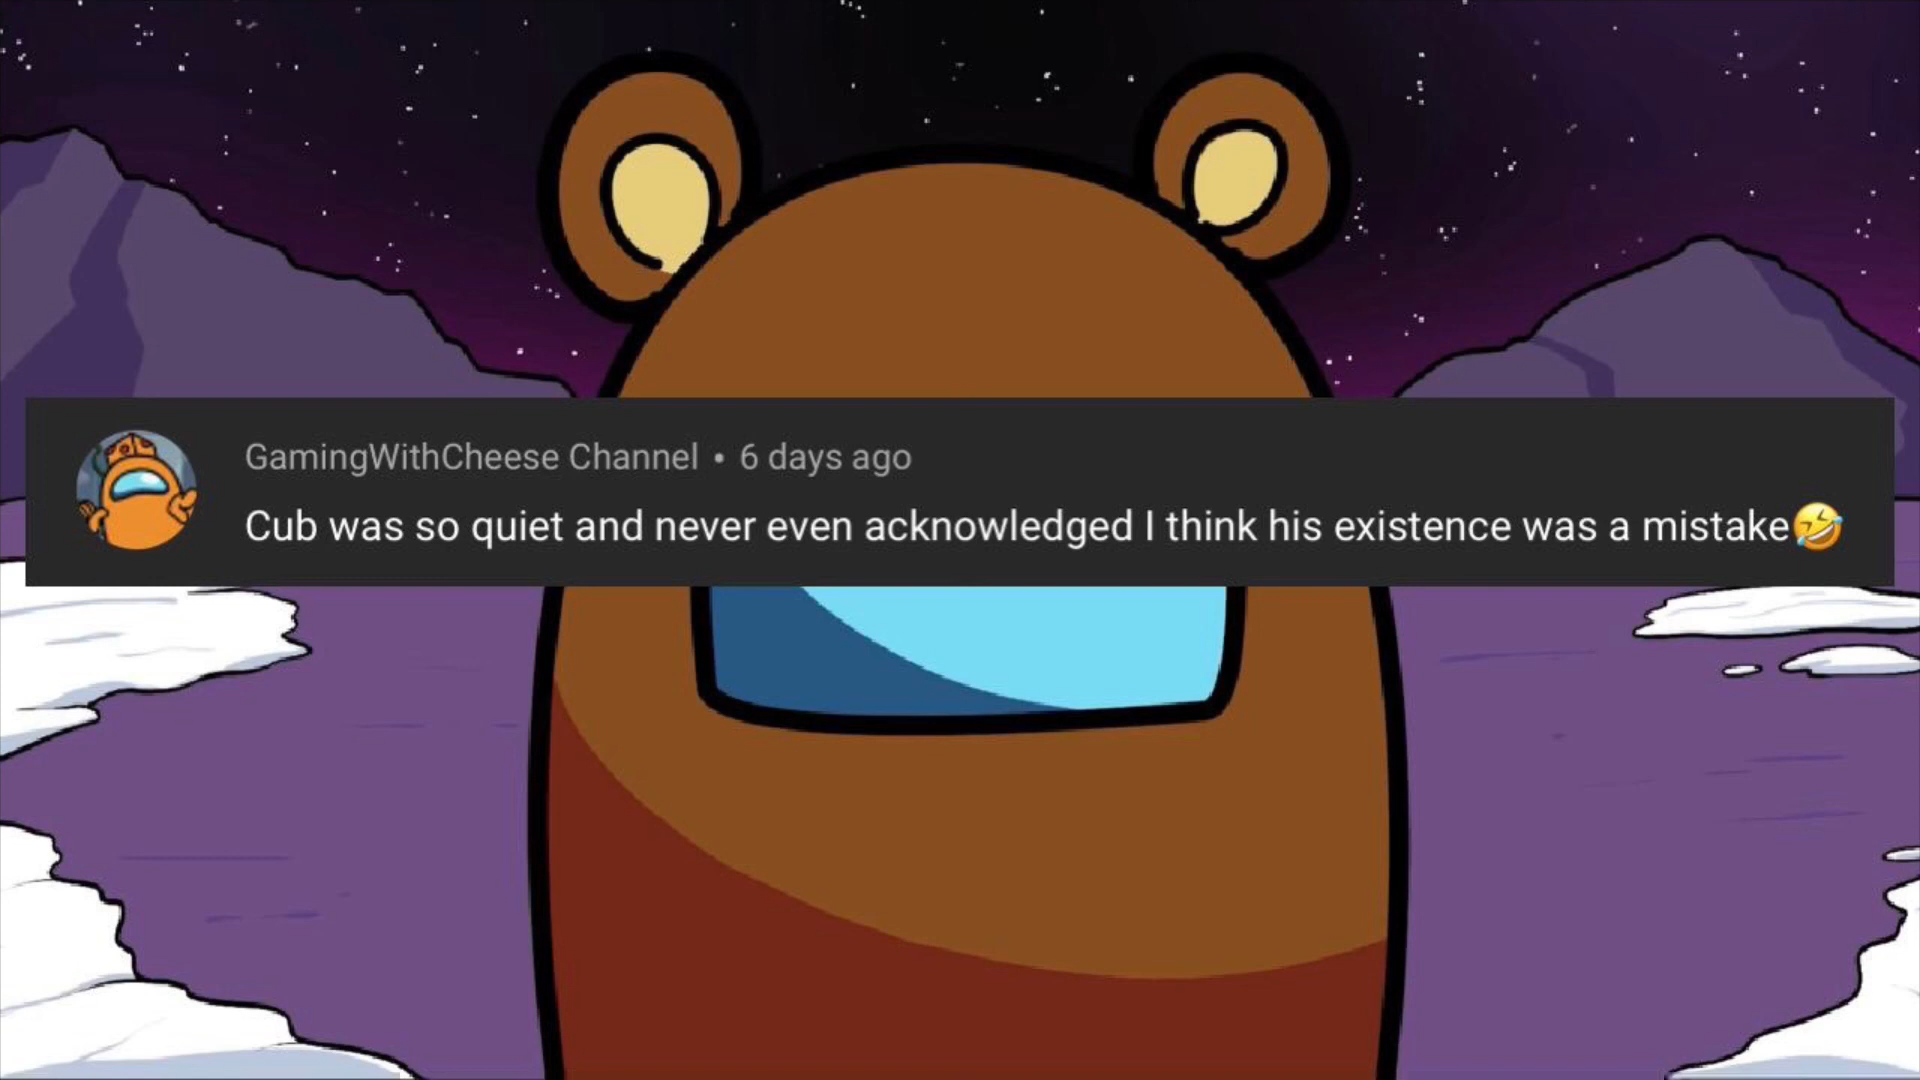 GamingWithCheese Channel • 6 days ago
Cub was so quiet and never even acknowledged I think his existence was a mistake🤣